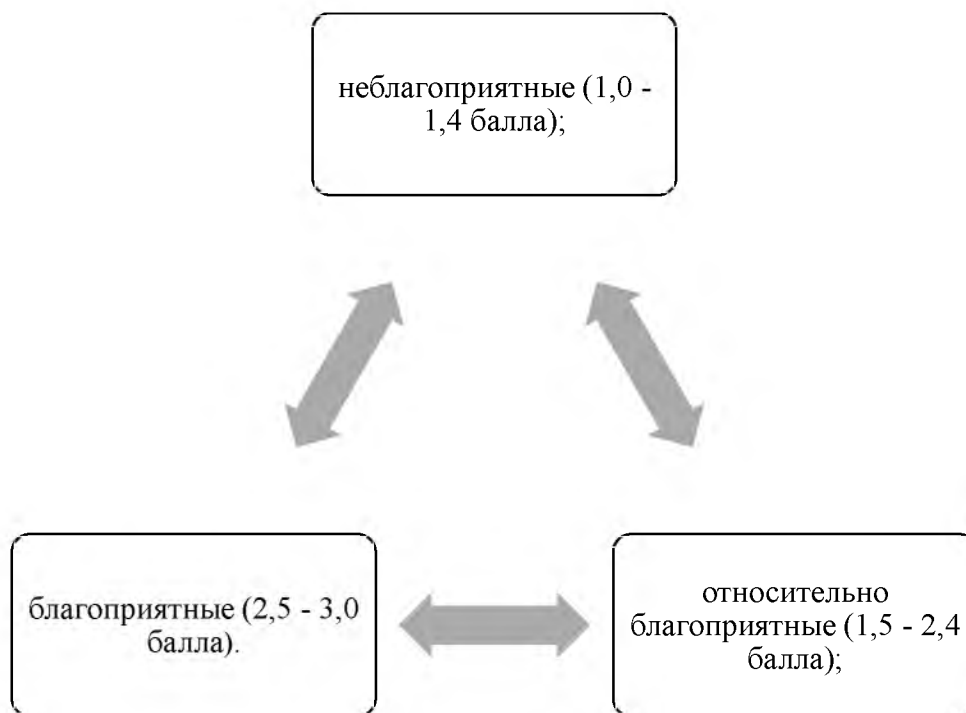 неблагоприятные (1,0 -
1,4 балла);
благоприятные (2,5 - 3,0
балла).
относительно
благоприятные (1,5 - 2,4
балла);